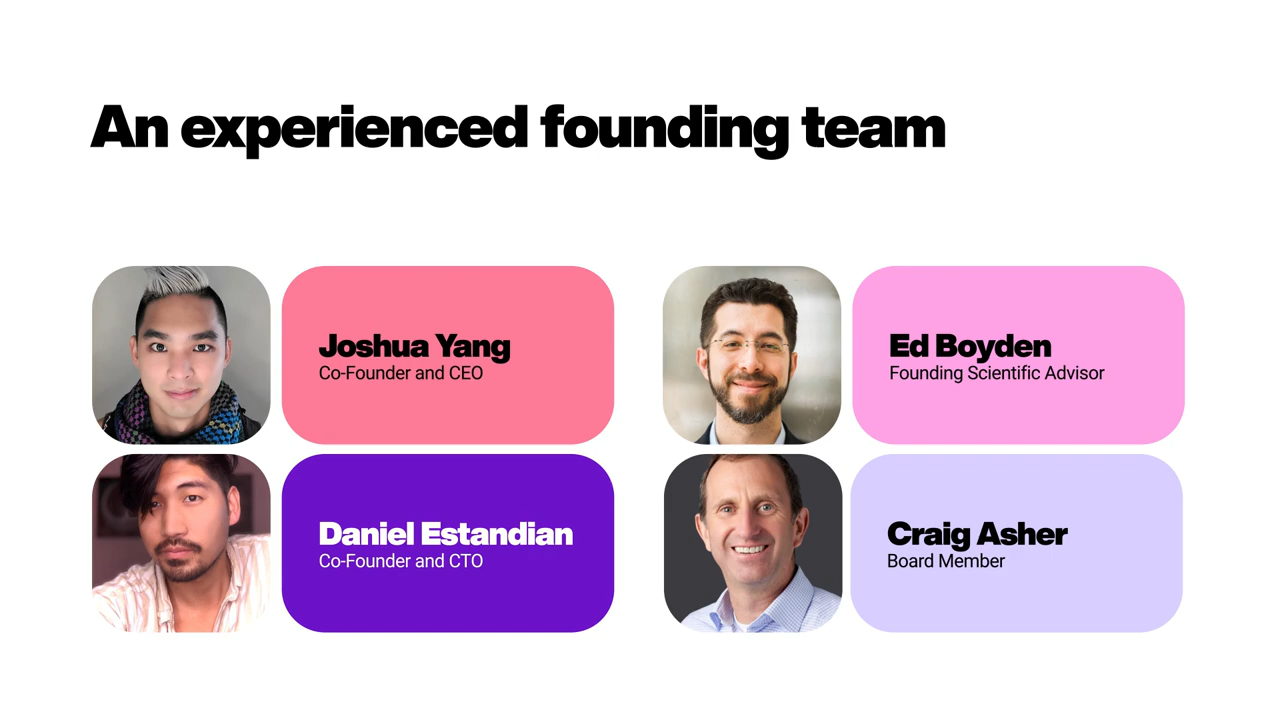 An experienced founding team
Joshua Yang
Co-Founder and CEO
Ed Boyden
Founding Scientific Advisor
Daniel Estandian
Co-Founder and CTO
Craig Asher
Board Member